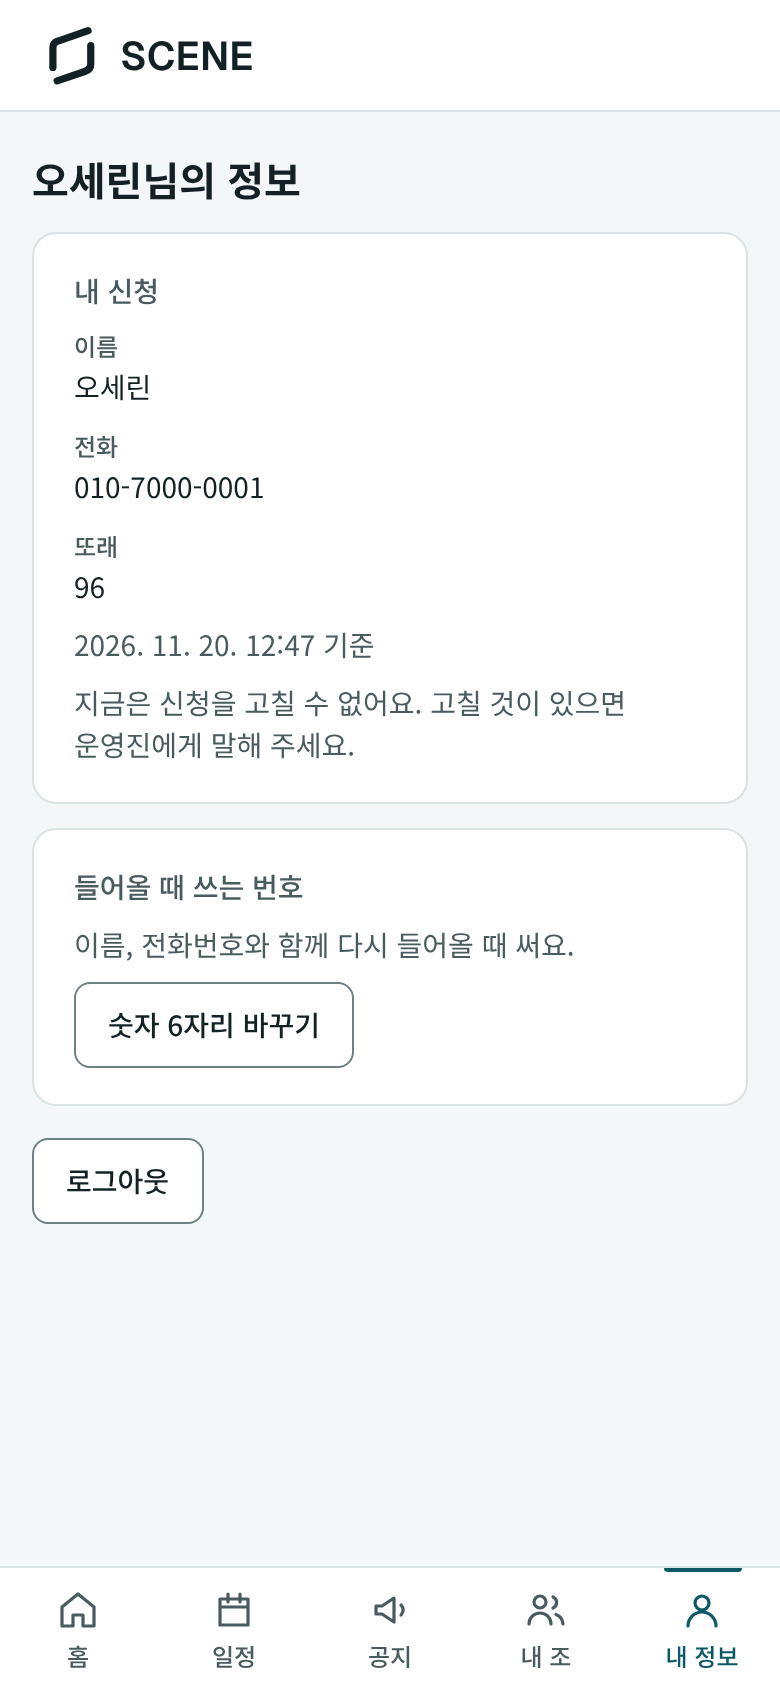 SCENE
오세린님의 정보
내 신청
이름
오세린
전화
010-7000-0001
또래
96
2026. 11. 20. 12:47 기준
지금은 신청을 고칠 수 없어요. 고칠 것이 있으면
운영진에게 말해 주세요.
들어올 때 쓰는 번호
이름, 전화번호와 함께 다시 들어올 때 써요.
숫자 6자리 바꾸기
로그아웃
홈
일정
공지
내 조
내 정보